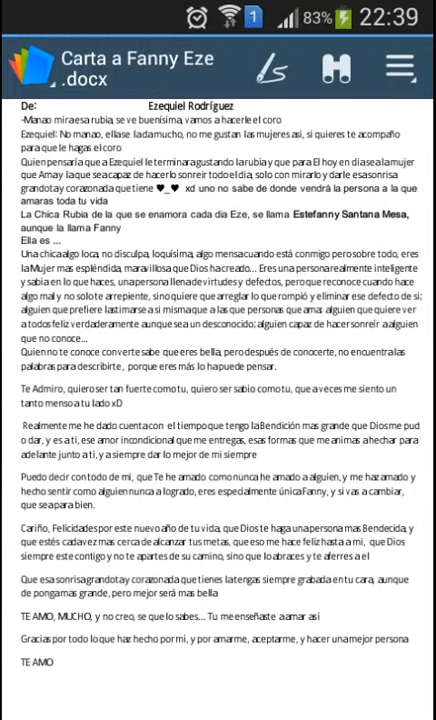 83% 22:39
Carta a Fanny Eze
.docx
De: Ezequiel Rodríguez
-Manao mira esa rubia, se ve buenisima, vamos a hacerle el coro
Ezequiel: No manao, ella se la da mucho, no me gustan las mujeres asi, si quieres te acompaño
para que le hagas el coro
Quien pensaria que a Ezequiel le terminara gustando la rubia y que para El hoy en dia sea la mujer
que Amay la que sea capaz de hacerlo sonreir todo el dia, solo con mirarlo y darle esa sonrisa
grandota y corazonada que tiene ♥_♥ xd uno no sabe de donde vendrá la persona a la que
amaras toda tu vida
La Chica Rubia de la que se enamora cada dia Eze, se llama Estefanny Santana Mesa,
aunque la llama Fanny
Ella es ...
Una chica algo loca, no disculpa, loquisima, algo mensa cuando está conmigo pero sobre todo, eres
la Mujer mas espléndida, maravillosa que Dios ha creado... Eres una persona realmente inteligente
y sabia en lo que haces, una persona llena de virtudes y defectos, pero que reconoce cuando hace
algo mal y no solo te arrepiente, sino quiere que arreglar lo que rompió y eliminar ese defecto de si;
alguien que prefiere lastimarse a si misma que a las que personas que ama; alguien que quiere ver
a todos feliz verdaderamente aunque sea un desconocido; alguien capaz de hacer sonreir a alguien
que no conoce...
Quien no te conoce convertesabe que eres bella, pero después de conocerte, no encuentra las
palabras para describirte , porque eres más lo ha puede pensar.
Te Admiro, quiero ser tan fuerte como tu, quiero ser sabio como tu, que a veces me siento un
tanto menso a tu lado xD
Realmente me he dado cuenta con el tiempo que tengo la Bendición mas grande que Dios me pud
o dar, y es a ti, ese amor incondicional que me entregas, esas formas que me animas a hechar para
adelante junto a ti, y a siempre dar lo mejor de mi siempre
Puedo decir con todo de mi, que Te he amado como nunca he amado a alguien, y me haz amado y
hecho sentir como alguien nunca a logrado, eres especialmente única Fanny, y si vas a cambiar,
que sea para bien.
Cariño, Felicidades por este nuevo año de tu vida, que Dios te haga una persona mas Bendecida, y
que estés cada vez mas cerca de alcanzar tus metas, que eso me hace feliz hasta a mi, que Dios
siempre este contigo y no te apartes de su camino, sino que lo abraces y te aferres a el
Que esa sonrisa grandota y corazonada que tienes la tengas siempre grabada en tu cara, aunque
de pongamas grande, pero mejor será mas bella
TE AMO, MUCHO, y no creo, se que lo sabes... Tu me enseñaste a amar asi
Gracias por todo lo que haz hecho por mi, y por amarme, aceptarme, y hacer una mejor persona
TE AMO